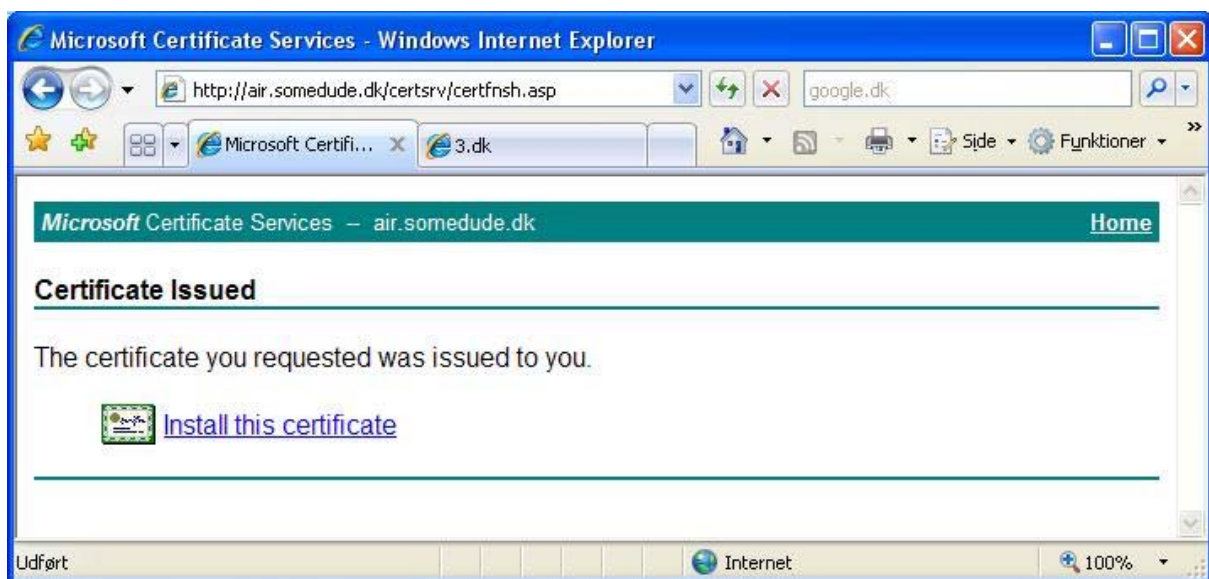 Microsoft Certificate Services - Windows Internet Explorer
http://air.somedude.dk/certsrv/certfnsh.asp google.dk
Microsoft Certifi... 3.dk Side Funktioner »
Microsoft Certificate Services -- air.somedude.dk Home
Certificate Issued
The certificate you requested was issued to you.
Install this certificate
Udført Internet 100%